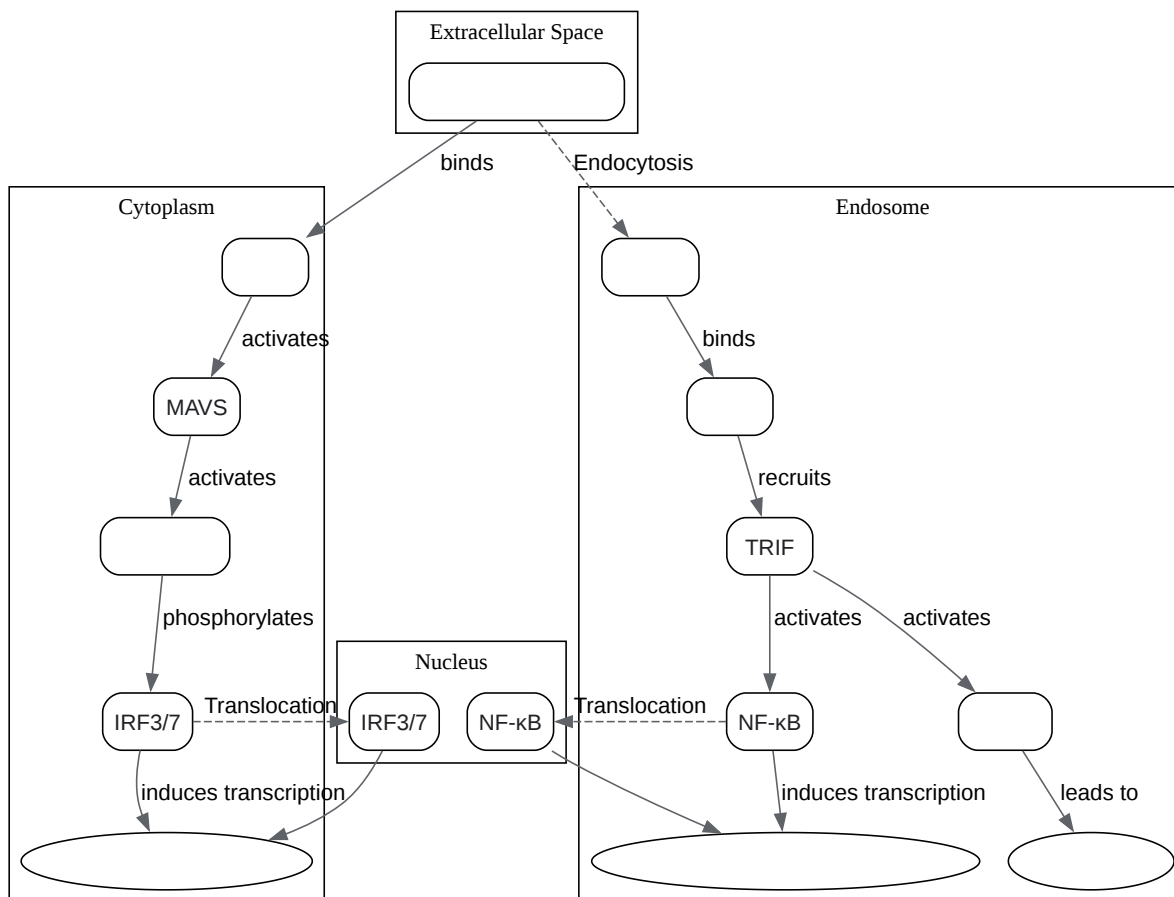 Extracellular Space
binds
Endocytosis
Cytoplasm
Endosome
activates
binds
MAVS
activates
recruits
TRIF
phosphorylates
activates
activates
Nucleus
IRF3/7
Translocation
IRF3/7
NF-κB
Translocation
NF-κB
induces transcription
induces transcription
leads to